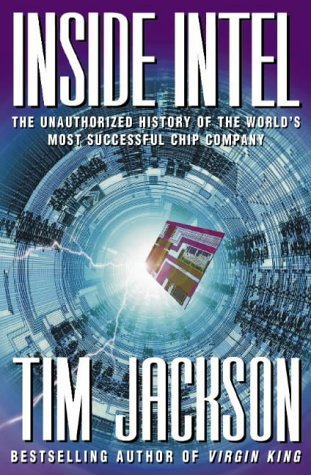 INSIDE INTEL
THE UNAUTHORIZED HISTORY OF THE WORLD'S
MOST SUCCESSFUL CHIP COMPANY
TIM JACKSON
BESTSELLING AUTHOR OF VIRGIN KING